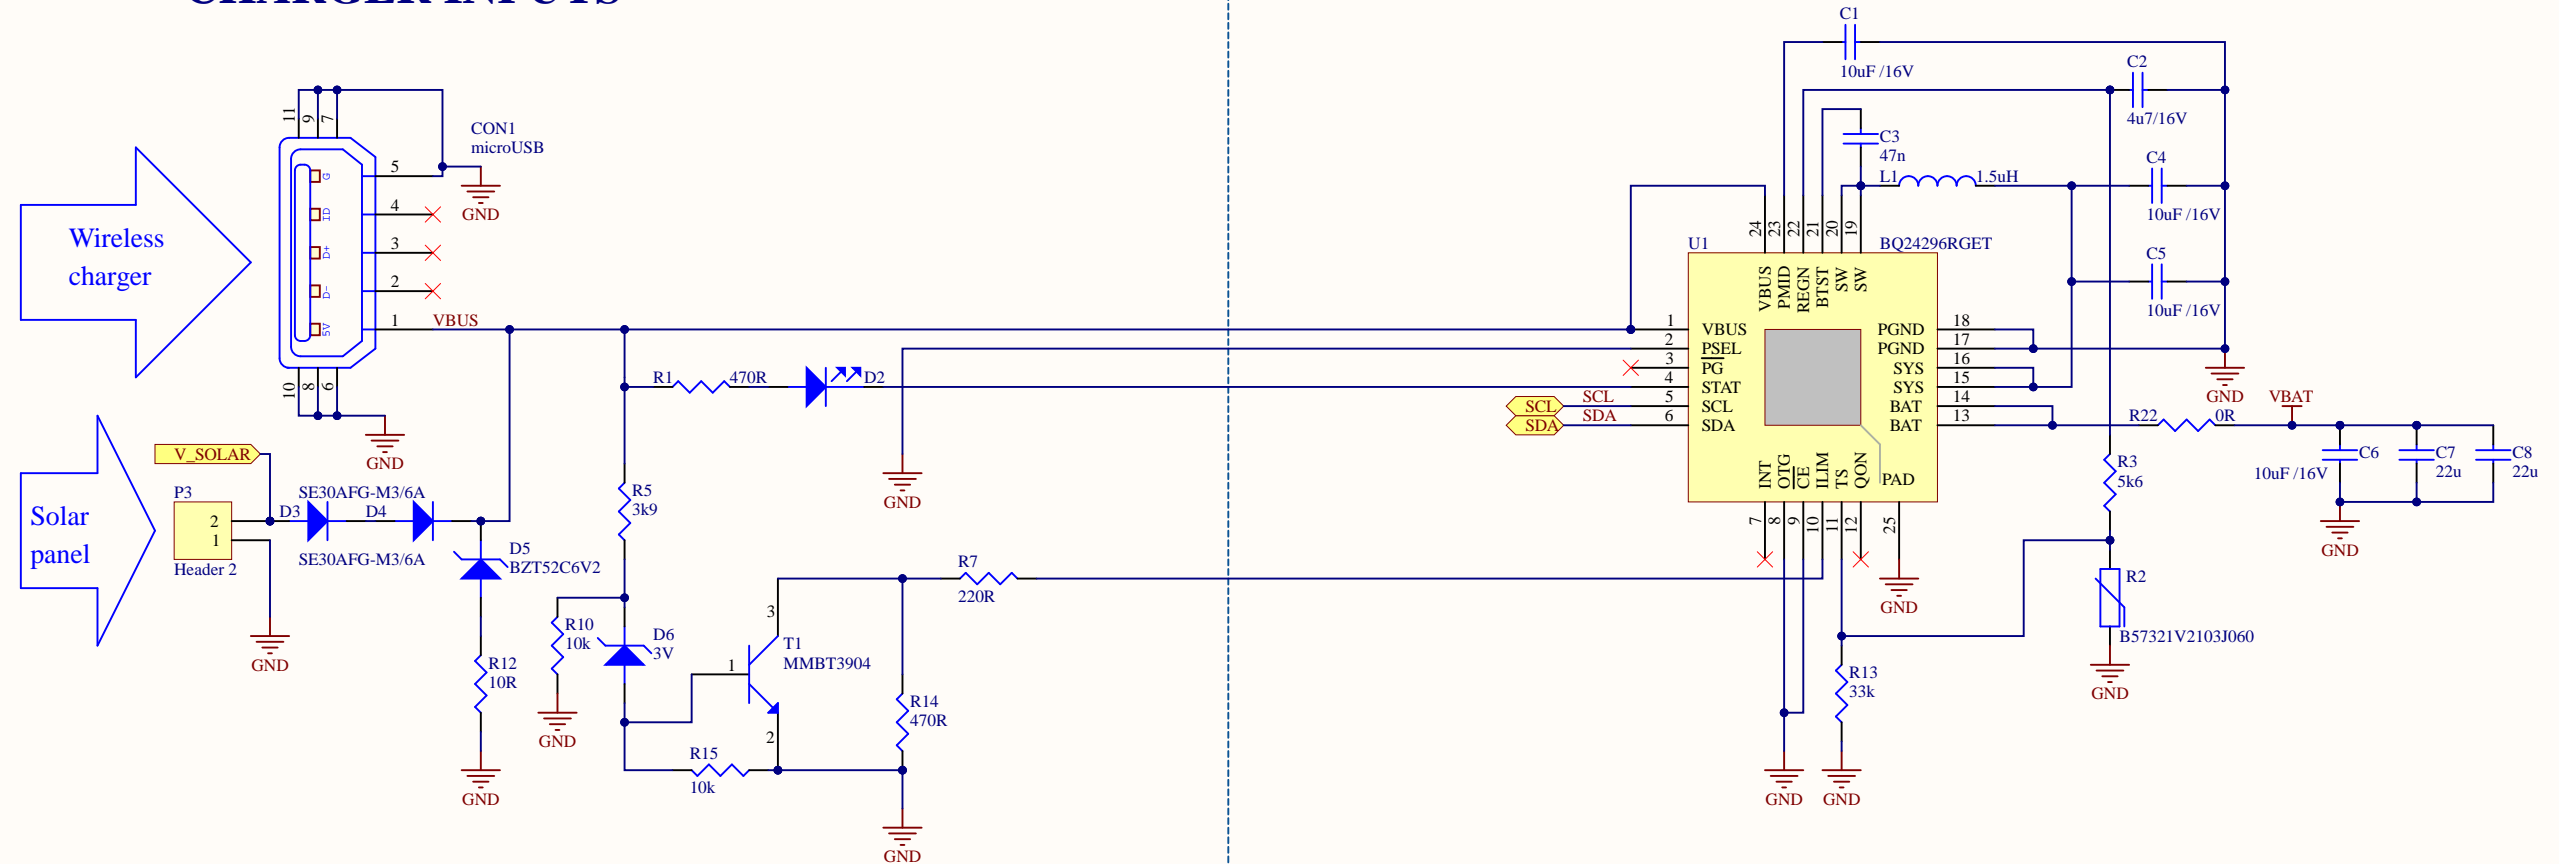 CHARGER INPUTS
Wireless
charger
Solar
panel
11
9
7
CON1
microUSB
G
ID
D+
D-
5V
5
4
3
2
1
VBUS
GND
10
8
6
GND
V_SOLAR
P3
2
1
Header 2
GND
D3
SE30AFG-M3/6A
D4
SE30AFG-M3/6A
D5
BZT52C6V2
R12
10R
GND
R1
470R
D2
GND
R5
3k9
R10
10k
GND
D6
3V
1
3
2
T1
MMBT3904
R15
10k
R7
220R
R14
470R
GND
C1
10uF /16V
C2
4u7/16V
C3
47n
L1
1.5uH
C4
10uF /16V
C5
10uF /16V
GND
U1
BQ24296RGET
24
23
22
21
20
19
VBUS
PMID
REGN
BTST
SW
SW
1
2
3
4
5
6
VBUS
PSEL
PG
STAT
SCL
SDA
SCL
SCL
SDA
SDA
18
17
16
15
14
13
PGND
PGND
SYS
SYS
BAT
BAT
INT
OTG
CE
ILIM
TS
QON
PAD
7
8
9
10
11
12
25
GND
GND
GND
R13
33k
R3
5k6
R2
B57321V2103J060
GND
R22
0R
VBAT
C6
10uF /16V
C7
22u
C8
22u
GND